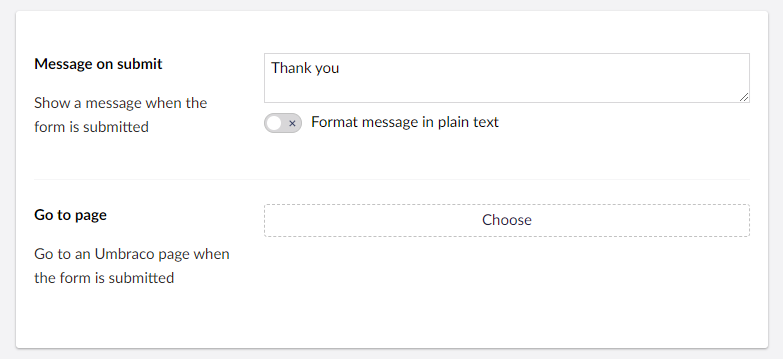 Message on submit
Thank you
Show a message when the
form is submitted
Format message in plain text
Go to page
Choose
Go to an Umbraco page when
the form is submitted